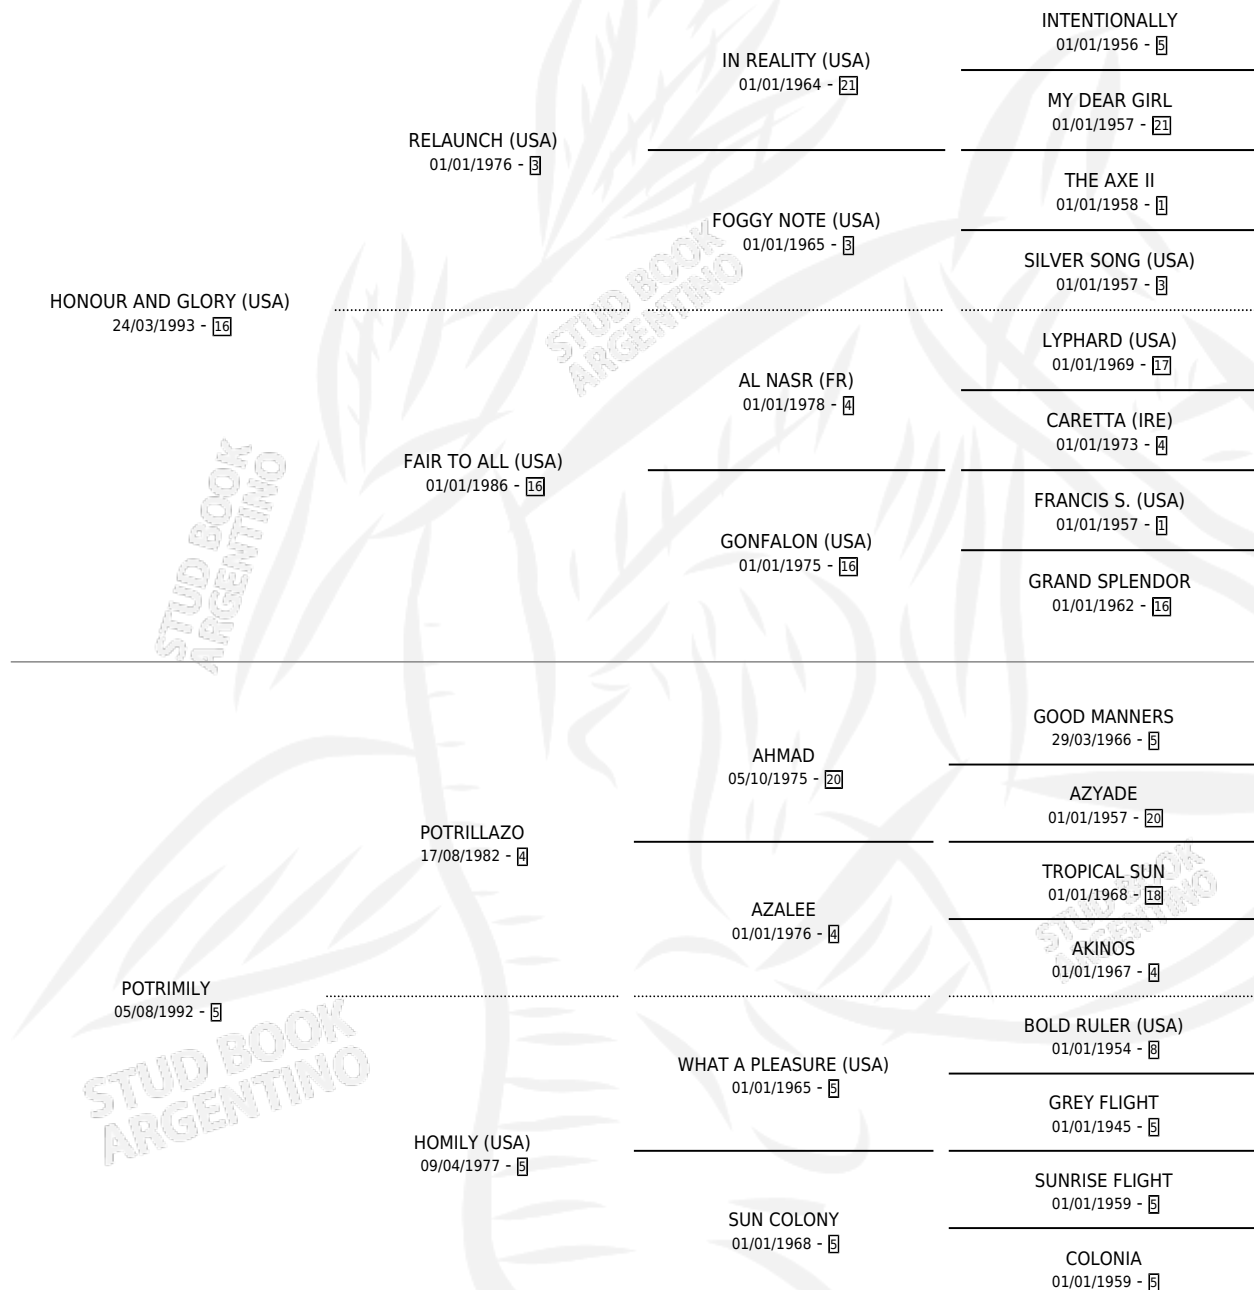 INTENTIONALLY
01/01/1956 - 5
IN REALITY (USA)
01/01/1964 - 21
MY DEAR GIRL
01/01/1957 - 21
RELAUNCH (USA)
01/01/1976 - 3
THE AXE II
01/01/1958 - 1
FOGGY NOTE (USA)
01/01/1965 - 3
SILVER SONG (USA)
01/01/1957 - 3
HONOUR AND GLORY (USA)
24/03/1993 - 16
LYPHARD (USA)
01/01/1969 - 17
AL NASR (FR)
01/01/1978 - 4
CARETTA (IRE)
01/01/1973 - 4
FAIR TO ALL (USA)
01/01/1986 - 16
FRANCIS S. (USA)
01/01/1957 - 1
GONFALON (USA)
01/01/1975 - 16
GRAND SPLENDOR
01/01/1962 - 16
GOOD MANNERS
29/03/1966 - 5
AHMAD
05/10/1975 - 20
AZYADE
01/01/1957 - 20
POTRILLAZO
17/08/1982 - 4
TROPICAL SUN
01/01/1968 - 18
AZALEE
01/01/1976 - 4
AKINOS
01/01/1967 - 4
POTRIMILY
05/08/1992 - 5
BOLD RULER (USA)
01/01/1954 - 8
WHAT A PLEASURE (USA)
01/01/1965 - 5
GREY FLIGHT
01/01/1945 - 5
HOMILY (USA)
09/04/1977 - 5
SUNRISE FLIGHT
01/01/1959 - 5
SUN COLONY
01/01/1968 - 5
COLONIA
01/01/1959 - 5
STUD BOOK
ARGENTINO
STUD BOOK
ARGENTINO
STUD BOOK
ARGENTINO
STUD BOOK
ARGENTINO